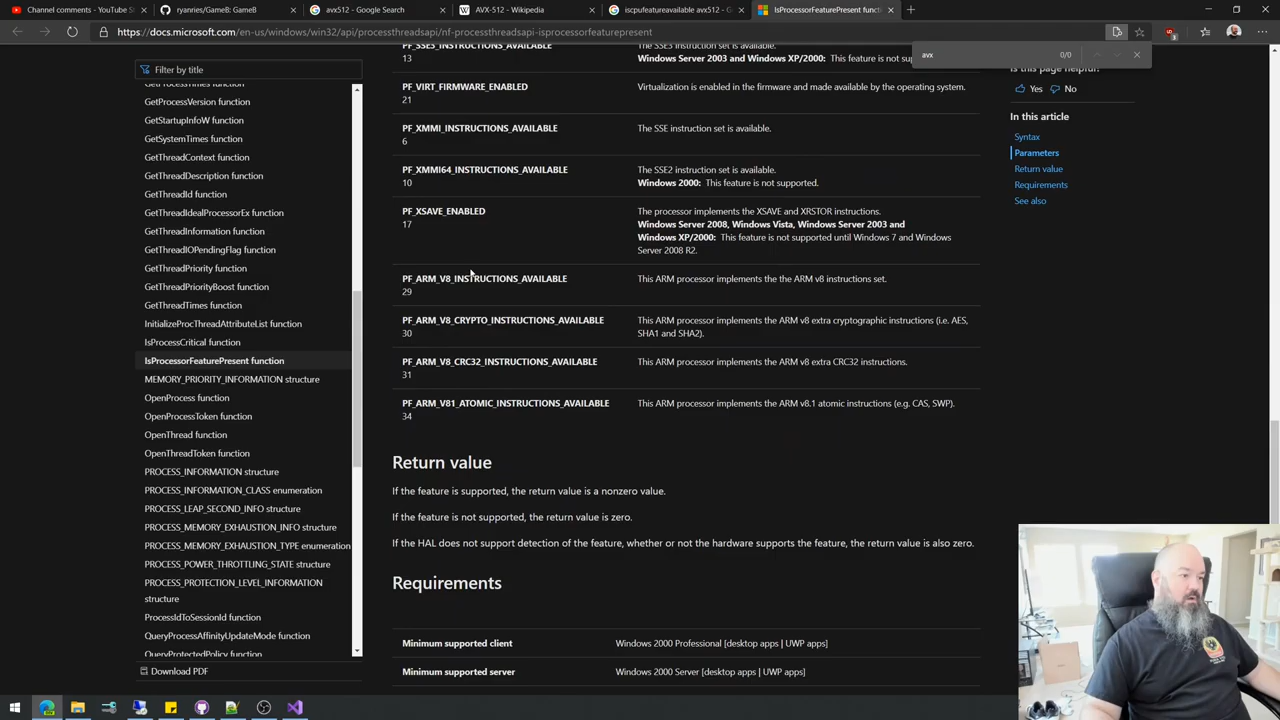 Channel comments - YouTube S
ryanries/GameB: GameB
avx512 - Google Search
AVX-512 - Wikipedia
iscpufeatureavailable avx512 - G
IsProcessorFeaturePresent functi
https://docs.microsoft.com/en-us/windows/win32/api/processthreadsapi/nf-processthreadsapi-isprocessorfeaturepresent
avx
0/0
Filter by title
GetProcessTimes function
GetProcessVersion function
GetStartupInfoW function
GetSystemTimes function
GetThreadContext function
GetThreadDescription function
GetThreadId function
GetThreadIdealProcessorEx function
GetThreadInformation function
GetThreadIOPendingFlag function
GetThreadPriority function
GetThreadPriorityBoost function
GetThreadTimes function
InitializeProcThreadAttributeList function
IsProcessCritical function
IsProcessorFeaturePresent function
MEMORY_PRIORITY_INFORMATION structure
OpenProcess function
OpenProcessToken function
OpenThread function
OpenThreadToken function
PROCESS_INFORMATION structure
PROCESS_INFORMATION_CLASS enumeration
PROCESS_LEAP_SECOND_INFO structure
PROCESS_MEMORY_EXHAUSTION_INFO structure
PROCESS_MEMORY_EXHAUSTION_TYPE enumeration
PROCESS_POWER_THROTTLING_STATE structure
PROCESS_PROTECTION_LEVEL_INFORMATION
structure
ProcessIdToSessionId function
QueryProcessAffinityUpdateMode function
QueryProtectedPolicy function
Download PDF
PF_SSE3_INSTRUCTIONS_AVAILABLE
13
The SSE3 instruction set is available.
Windows Server 2003 and Windows XP/2000: This feature is not sup
PF_VIRT_FIRMWARE_ENABLED
21
Virtualization is enabled in the firmware and made available by the operating system.
PF_XMMI_INSTRUCTIONS_AVAILABLE
6
The SSE instruction set is available.
PF_XMMI64_INSTRUCTIONS_AVAILABLE
10
The SSE2 instruction set is available.
Windows 2000: This feature is not supported.
PF_XSAVE_ENABLED
17
The processor implements the XSAVE and XRSTOR instructions.
Windows Server 2008, Windows Vista, Windows Server 2003 and
Windows XP/2000: This feature is not supported until Windows 7 and Windows
Server 2008 R2.
PF_ARM_V8_INSTRUCTIONS_AVAILABLE
29
This ARM processor implements the the ARM v8 instructions set.
PF_ARM_V8_CRYPTO_INSTRUCTIONS_AVAILABLE
30
This ARM processor implements the ARM v8 extra cryptographic instructions (i.e. AES,
SHA1 and SHA2).
PF_ARM_V8_CRC32_INSTRUCTIONS_AVAILABLE
31
This ARM processor implements the ARM v8 extra CRC32 instructions.
PF_ARM_V81_ATOMIC_INSTRUCTIONS_AVAILABLE
34
This ARM processor implements the ARM v8.1 atomic instructions (e.g. CAS, SWP).
Return value
If the feature is supported, the return value is a nonzero value.
If the feature is not supported, the return value is zero.
If the HAL does not support detection of the feature, whether or not the hardware supports the feature, the return value is also zero.
Requirements
Minimum supported client
Windows 2000 Professional [desktop apps | UWP apps]
Minimum supported server
Windows 2000 Server [desktop apps | UWP apps]
Is this page helpful?
Yes
No
In this article
Syntax
Parameters
Return value
Requirements
See also